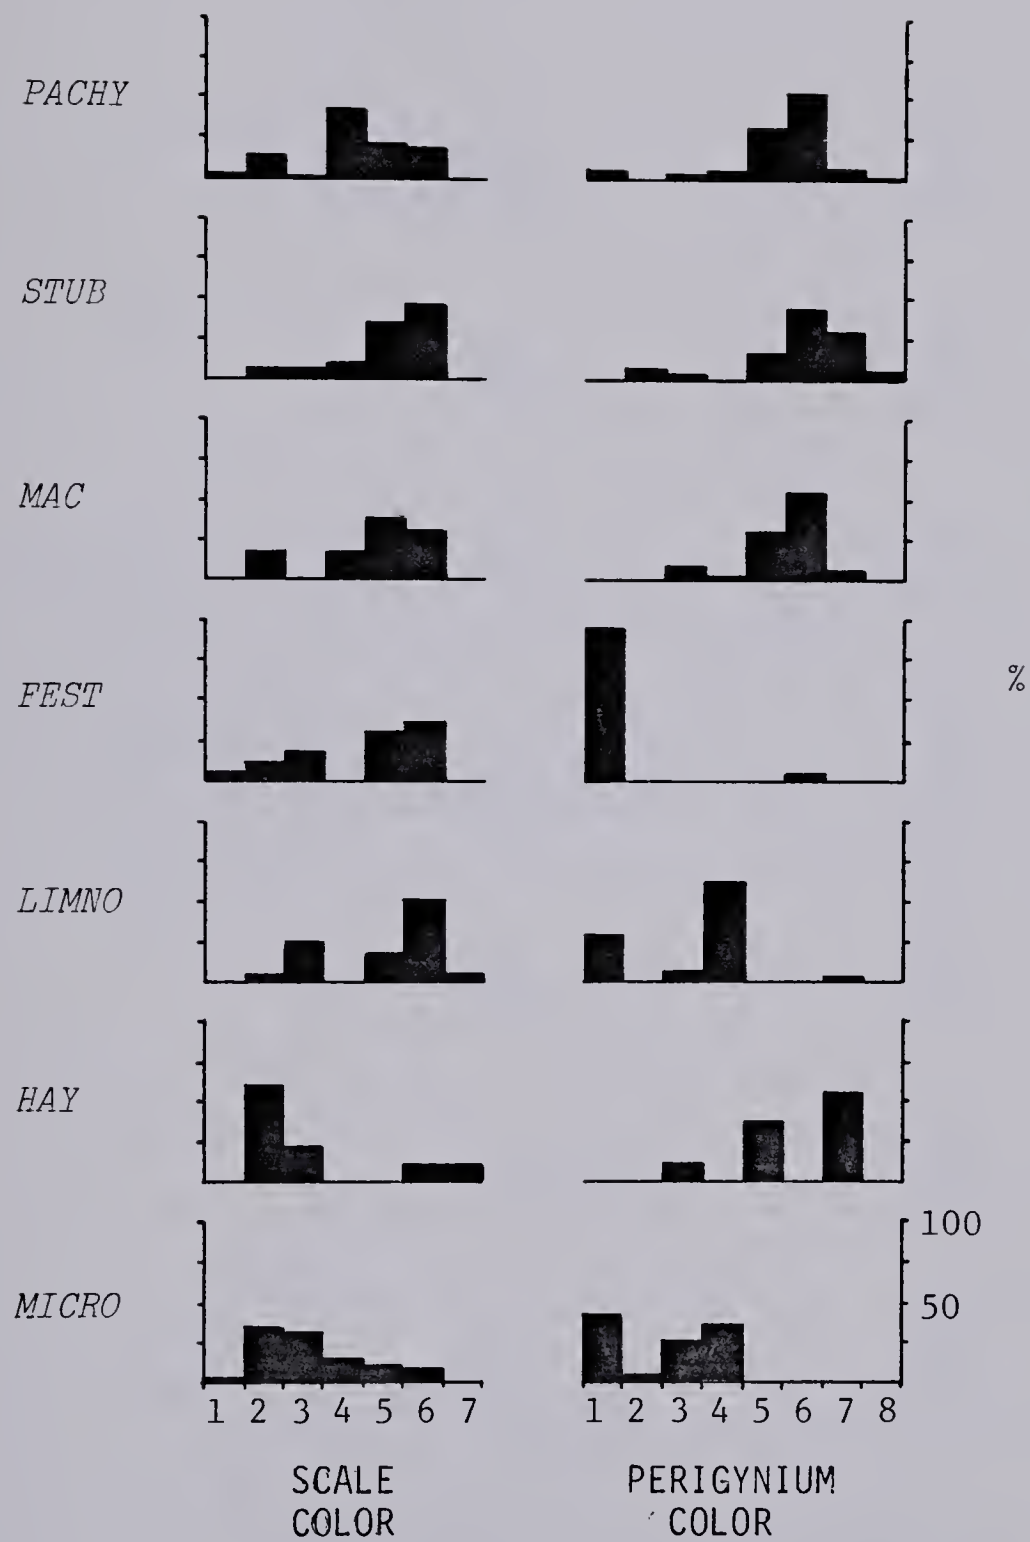 PACHY
STUB
MAC
FEST
%
LIMNO
HAY
MICRO
100
50
1 2 3 4 5 6 7
1 2 3 4 5 6 7 8
SCALE
COLOR
PERIGYNIUM
COLOR